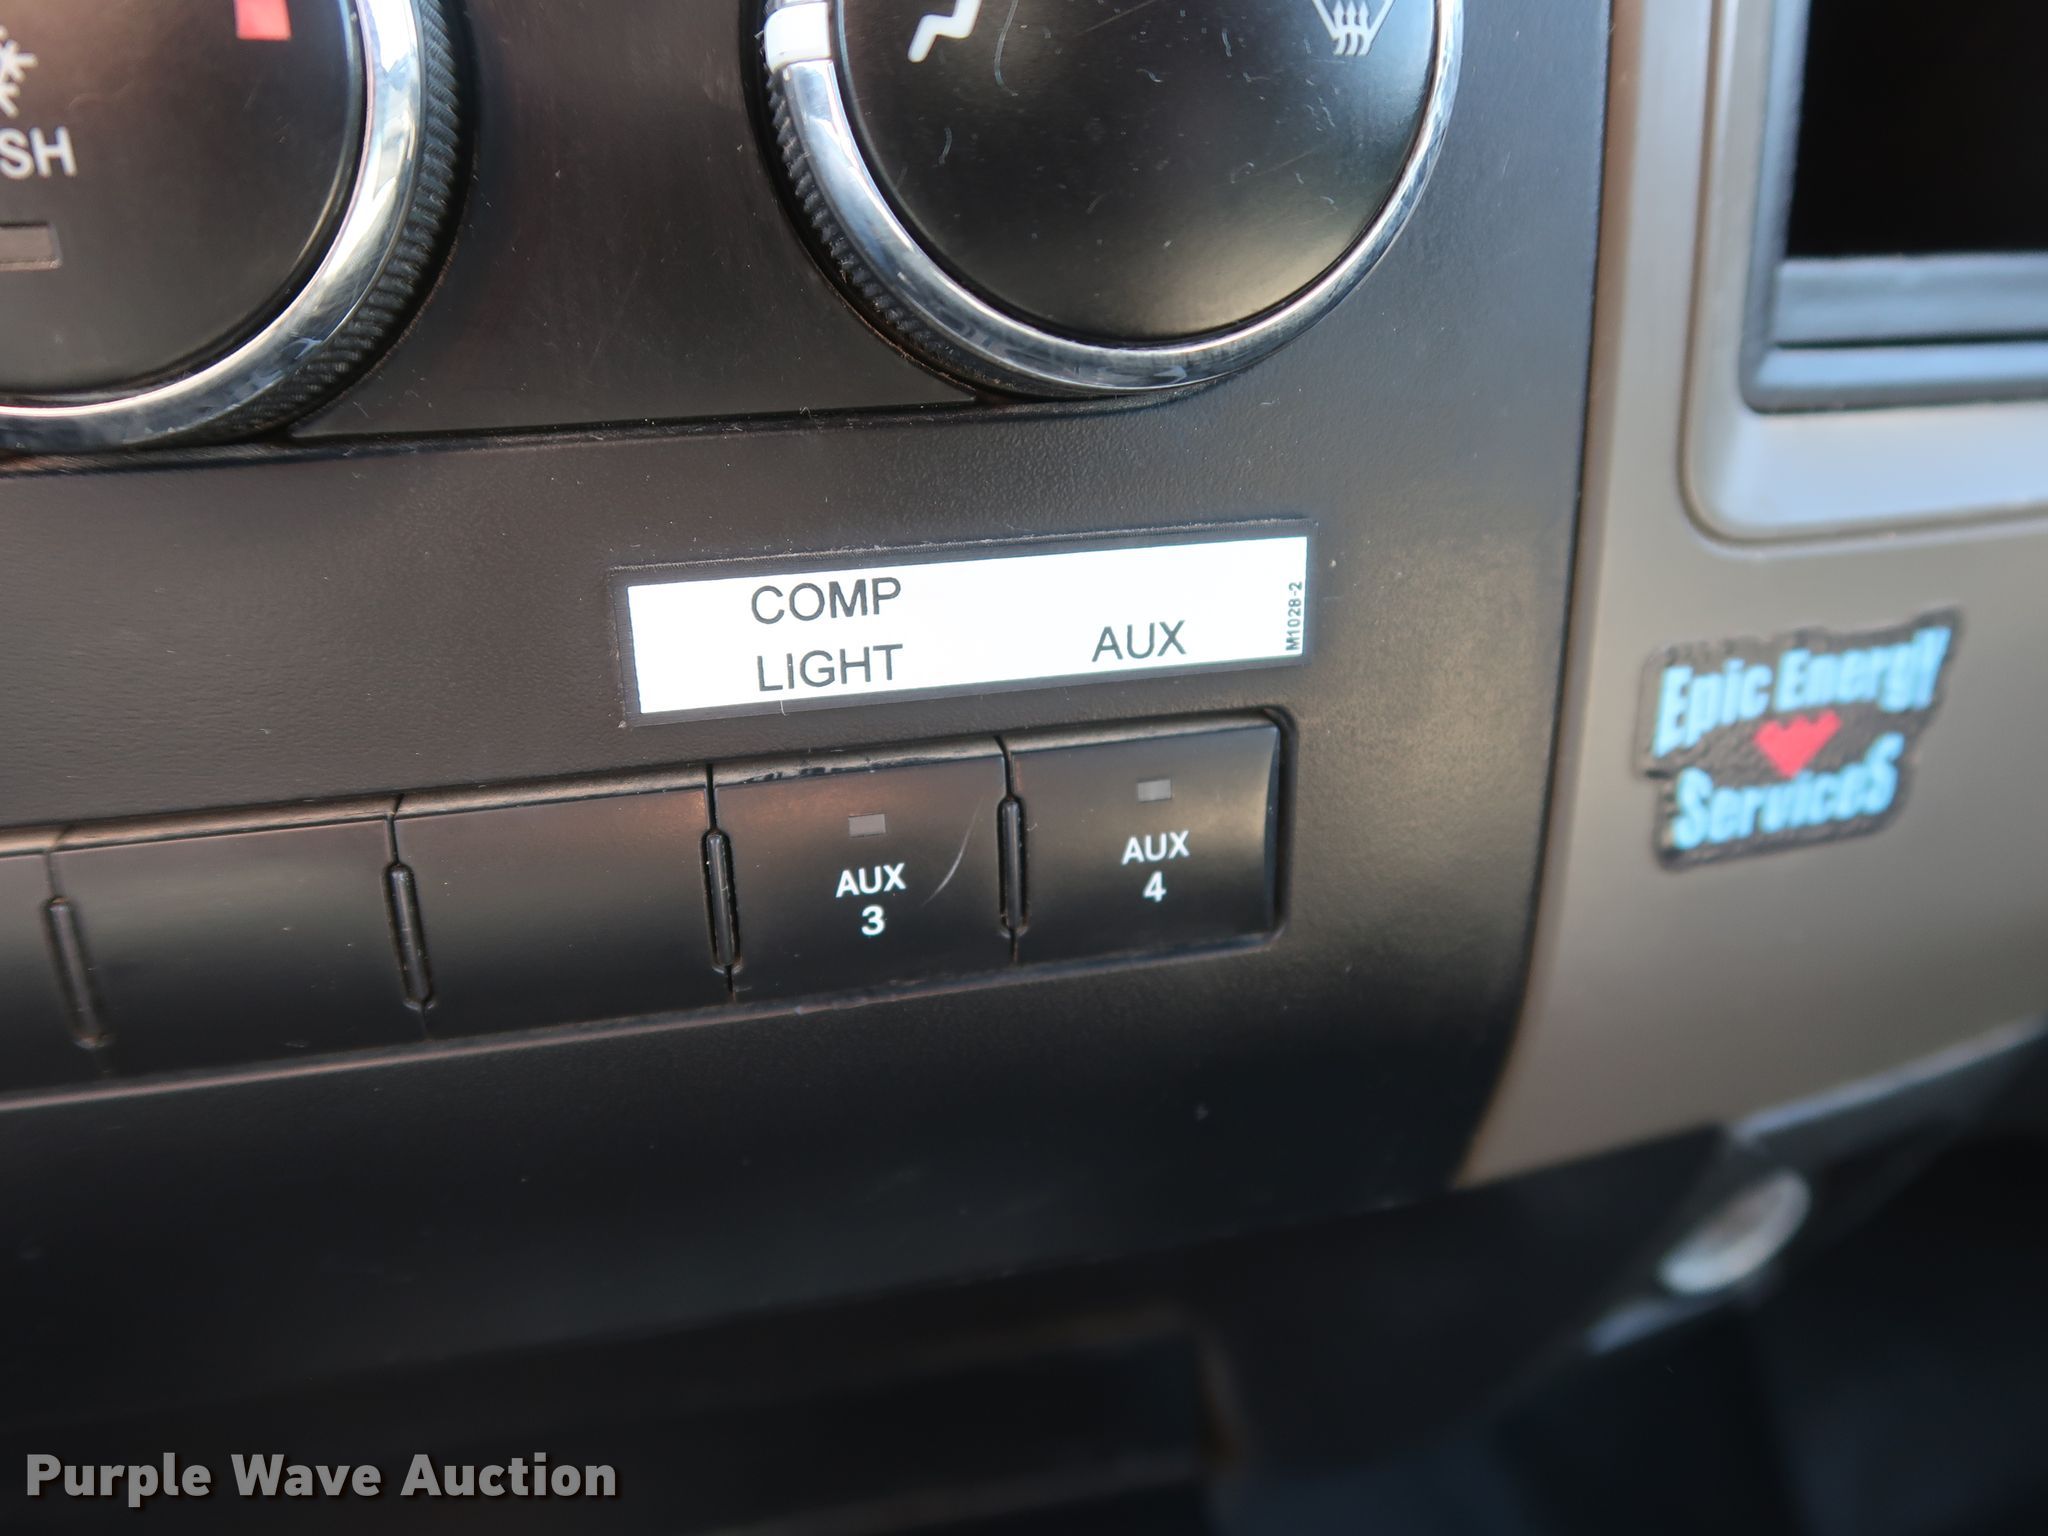 SH
COMP
LIGHT
AUX
M1028-2
AUX
3
AUX
4
Epic Energy
Services
Purple Wave Auction